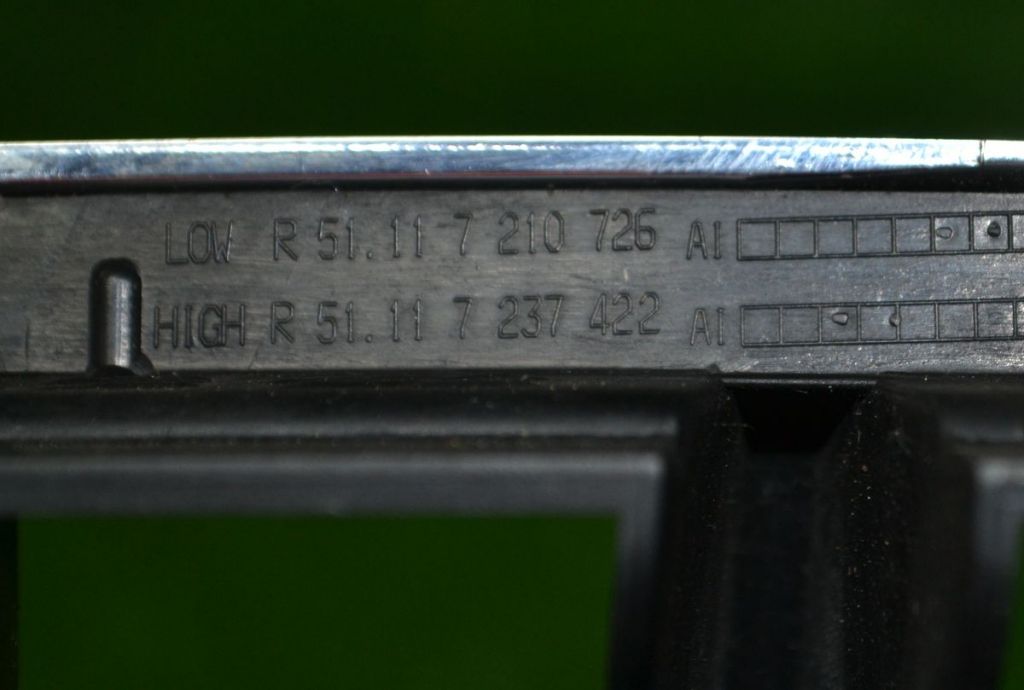 LOW R 51.11 7 210 726 AI
HIGH R 51.11 7 237 422 AI